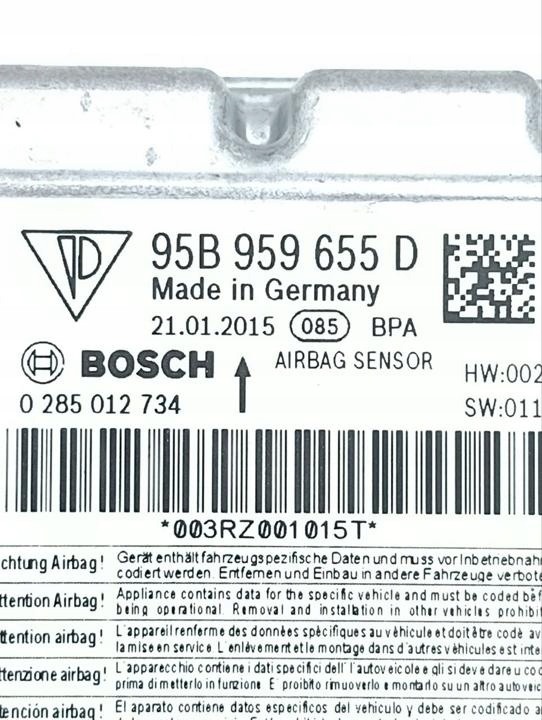 95B 959 655 D
Made in Germany
21.01.2015 085 BPA
BOSCH AIRBAG SENSOR
HW:002
0 285 012 734
SW:011
*003RZ001015T*
chtung Airbag! Gerät enthält fahrzeugspezifische Daten und muss vor Inbetnebnah
codiert werden. Entfernen und Einbau in andere Fahrzeuge verbote
ttention Airbag! Appliance contains data for the specific vehicle and must be coded bef
being operational. Removal and installation in other vehicles prohibit
ttention airbag! L'appareil renferme des données spécifiques au véhicule et doit être codé av
la mise en service. L'enlèvement et le montage dans d'autres véhicules est inte
ttenzione airbag! L'apparecchio contiene i dati specifici dell'l'autoveicolo e gli si deve dare u coo
prima di metterlo in funzione. E proibito rimuoverlo e montarlo su un altro autoveic
tención airbag! El aparato contiene datos específicos del vehículo y debe ser codificado a